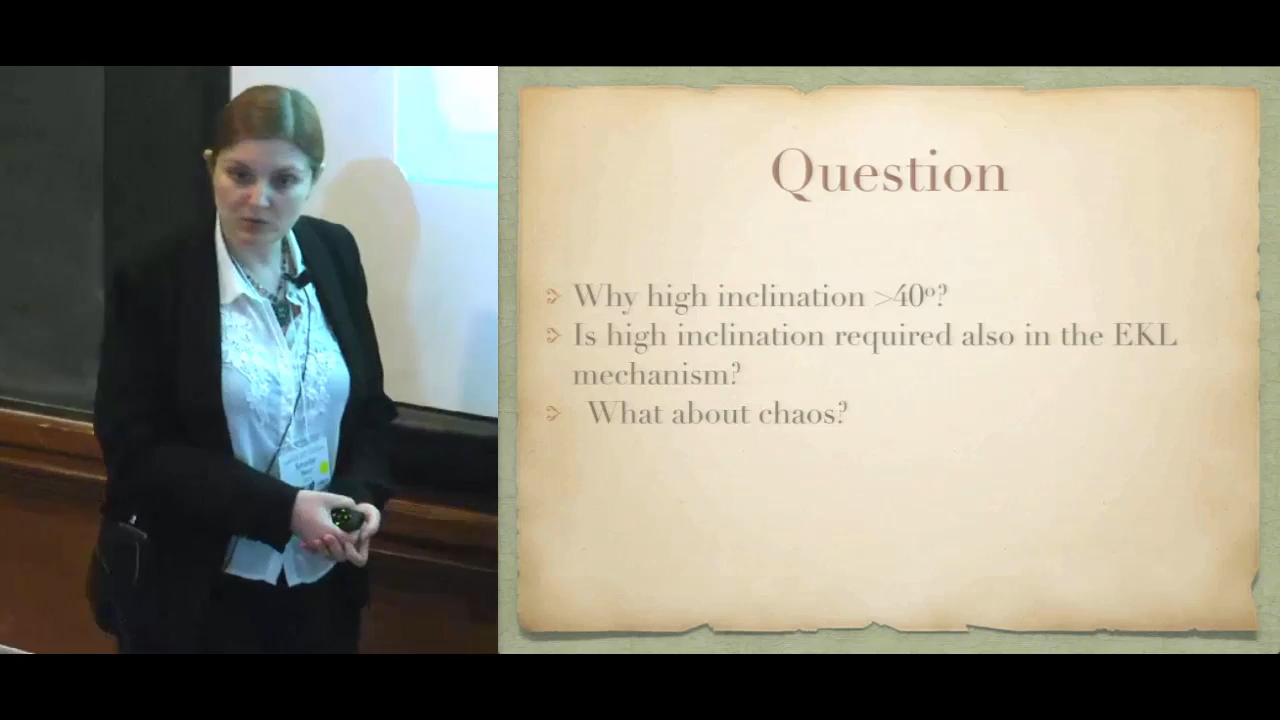 Question
Why high inclination >40º?
Is high inclination required also in the EKL
mechanism?
What about chaos?